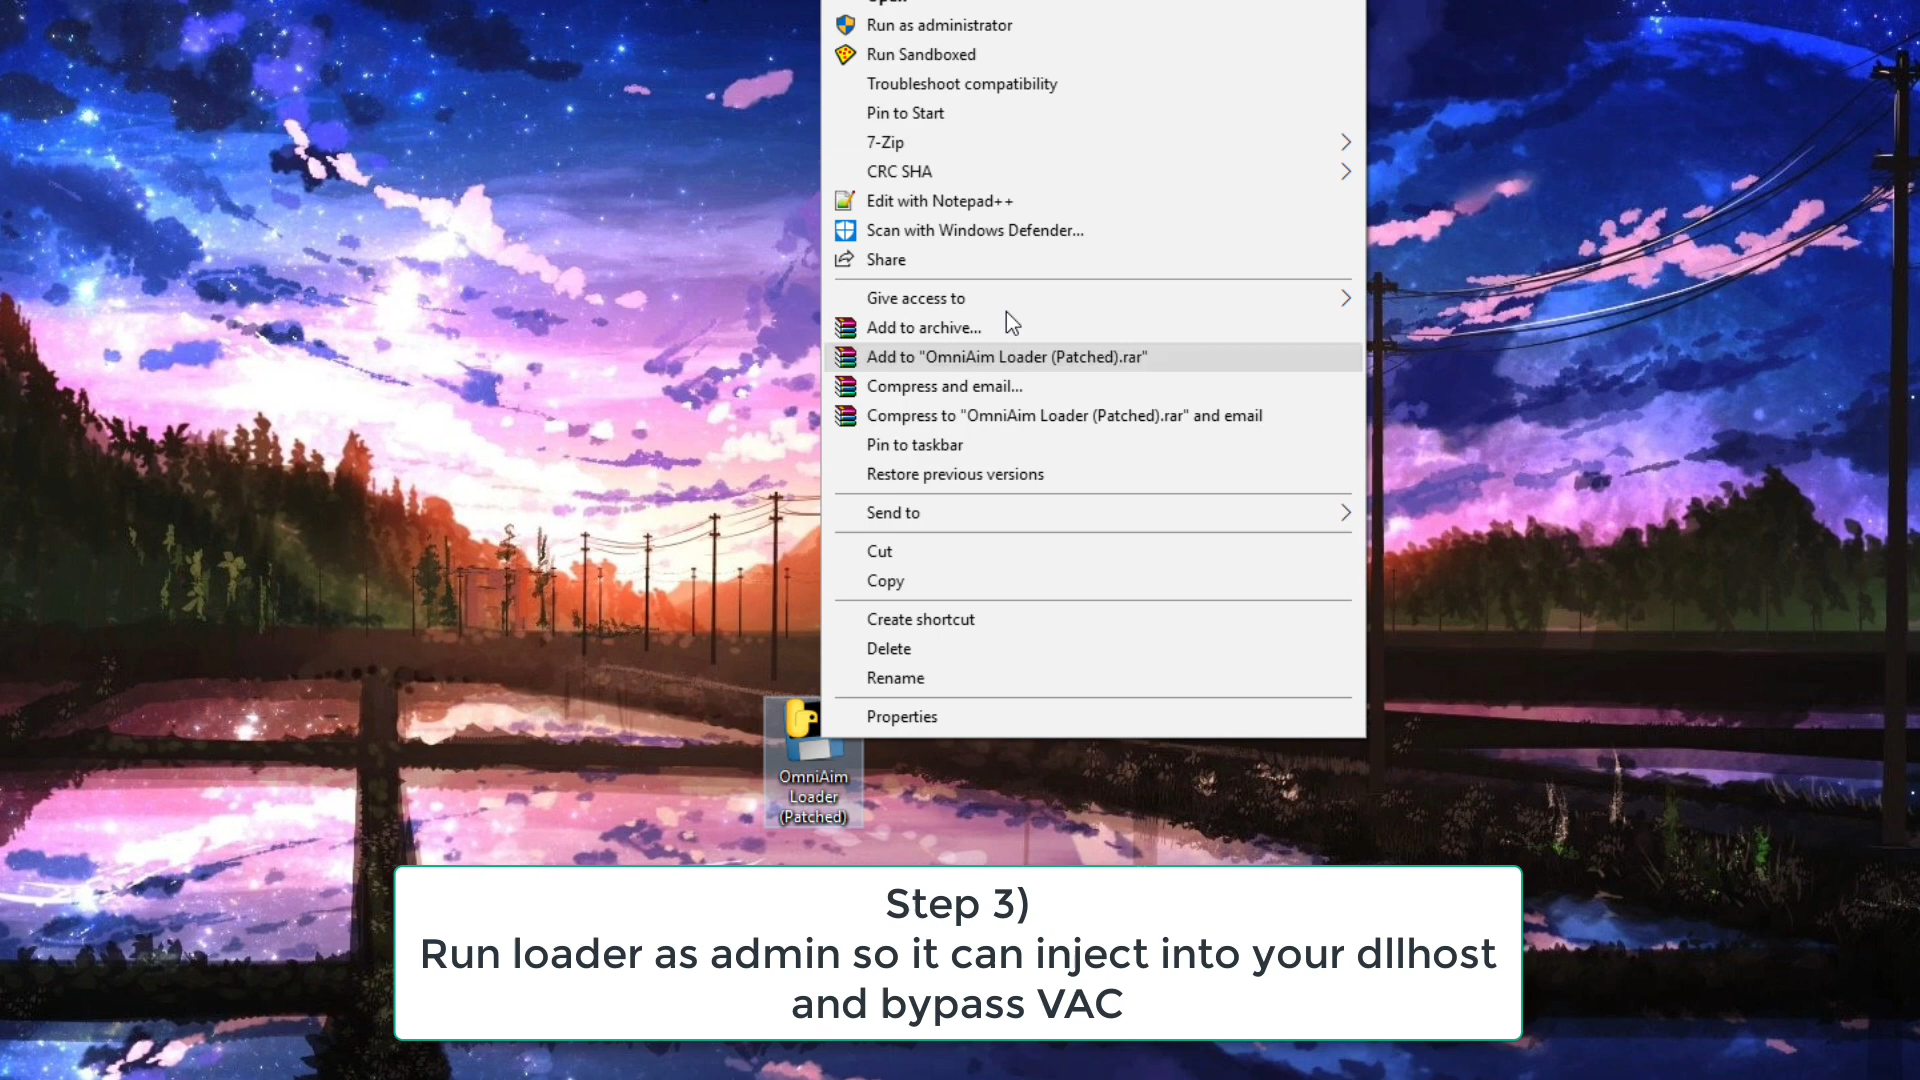 Open
Run as administrator
Run Sandboxed
Troubleshoot compatibility
Pin to Start
7-Zip
CRC SHA
Edit with Notepad++
Scan with Windows Defender...
Share
Give access to
Add to archive...
Add to "OmniAim Loader (Patched).rar"
Compress and email...
Compress to "OmniAim Loader (Patched).rar" and email
Pin to taskbar
Restore previous versions
Send to
Cut
Copy
Create shortcut
Delete
Rename
Properties
OmniAim
Loader
(Patched)
Step 3)
Run loader as admin so it can inject into your dllhost
and bypass VAC